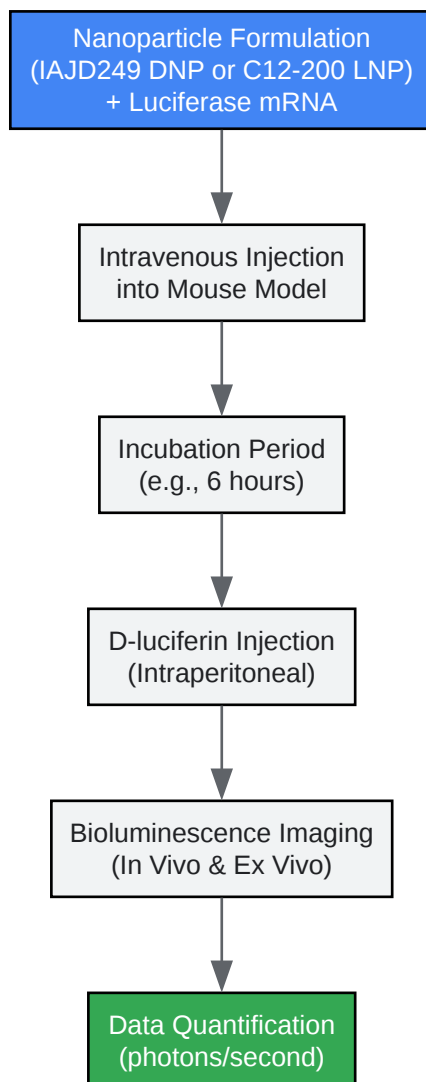 Nanoparticle Formulation
(IAJD249 DNP or C12-200 LNP)
+ Luciferase mRNA
Intravenous Injection
into Mouse Model
Incubation Period
(e.g., 6 hours)
D-luciferin Injection
(Intraperitoneal)
Bioluminescence Imaging
(In Vivo & Ex Vivo)
Data Quantification
(photons/second)